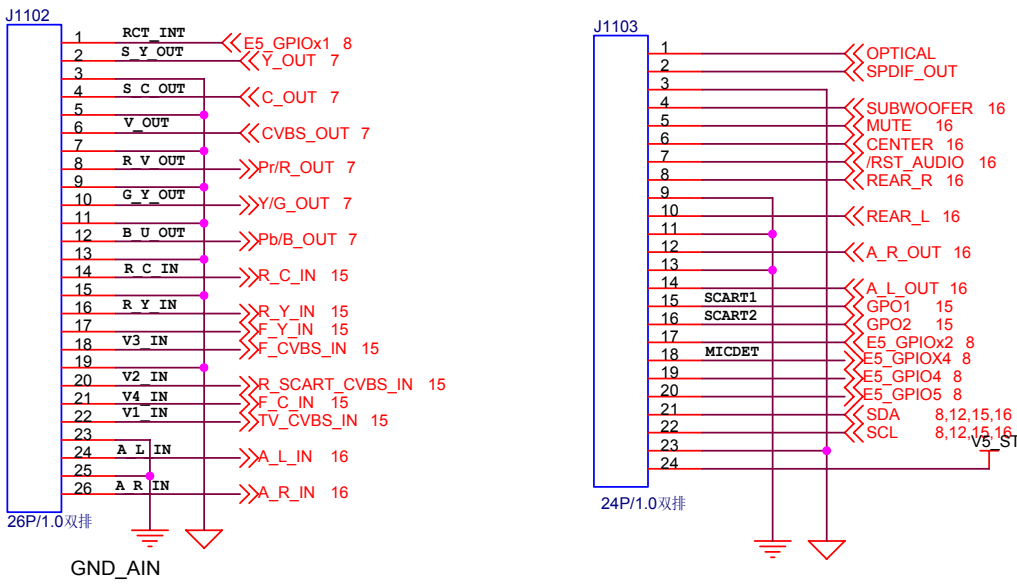 J1102
1 RCT_INT E5_GPIOx1 8
2 S_Y_OUT Y_OUT 7
3
4 S_C_OUT C_OUT 7
5
6 V_OUT CVBS_OUT 7
7
8 R_V_OUT Pr/R_OUT 7
9
10 G_Y_OUT Y/G_OUT 7
11
12 B_U_OUT Pb/B_OUT 7
13
14 R_C_IN R_C_IN 15
15
16 R_Y_IN R_Y_IN 15
17 F_Y_IN 15
18 V3_IN F_CVBS_IN 15
19
20 V2_IN R_SCART_CVBS_IN 15
21 V4_IN F_C_IN 15
22 V1_IN TV_CVBS_IN 15
23
24 A_L_IN A_L_IN 16
25
26 A_R_IN A_R_IN 16
26P/1.0双排
GND_AIN
J1103
1 OPTICAL
2 SPDIF_OUT
3
4 SUBWOOFER 16
5 MUTE 16
6 CENTER 16
7 /RST_AUDIO 16
8 REAR_R 16
9
10 REAR_L 16
11
12 A_R_OUT 16
13
14 A_L_OUT 16
15 SCART1 GPO1 15
16 SCART2 GPO2 15
17 E5_GPIOx2 8
18 MICDET E5_GPIOX4 8
19 E5_GPIO4 8
20 E5_GPIO5 8
21 SDA 8,12,15,16
22 SCL 8,12,15,16
23 V5_ST
24
24P/1.0双排